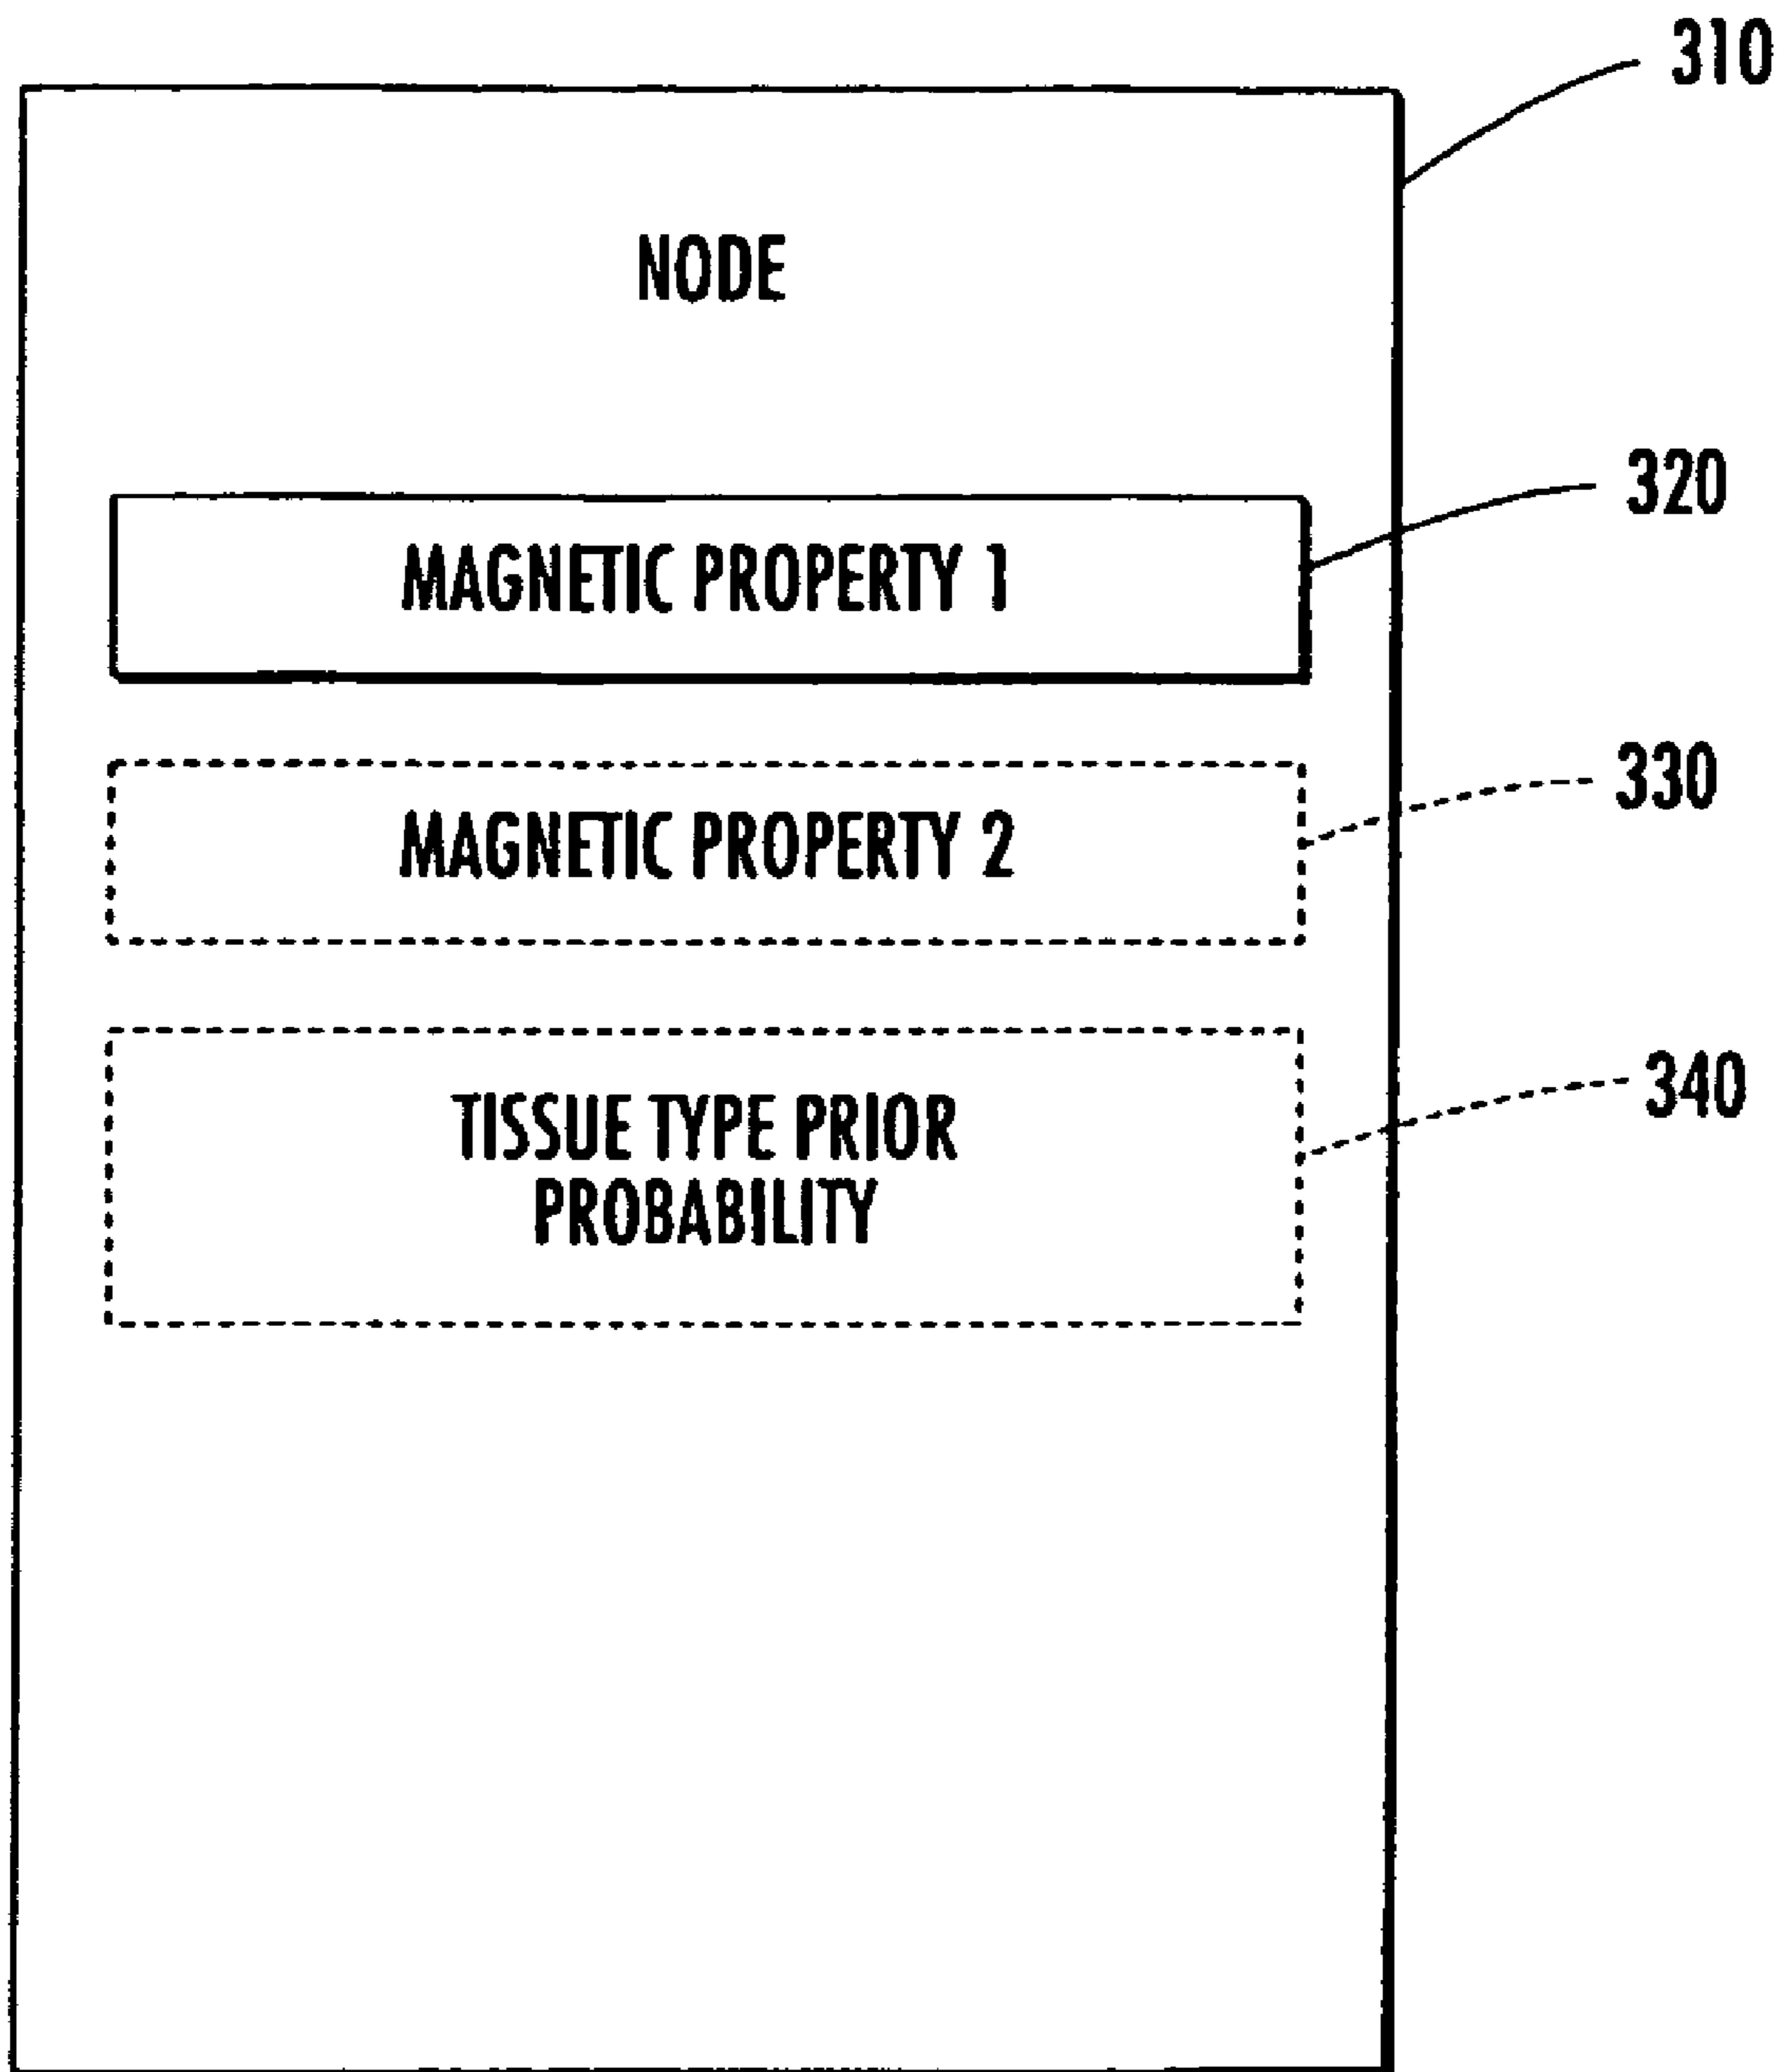 310
NODE
320
MAGNETIC PROPERTY 1
330
MAGNETIC PROPERTY 2
340
TISSUE TYPE PRIOR
PROBABILITY